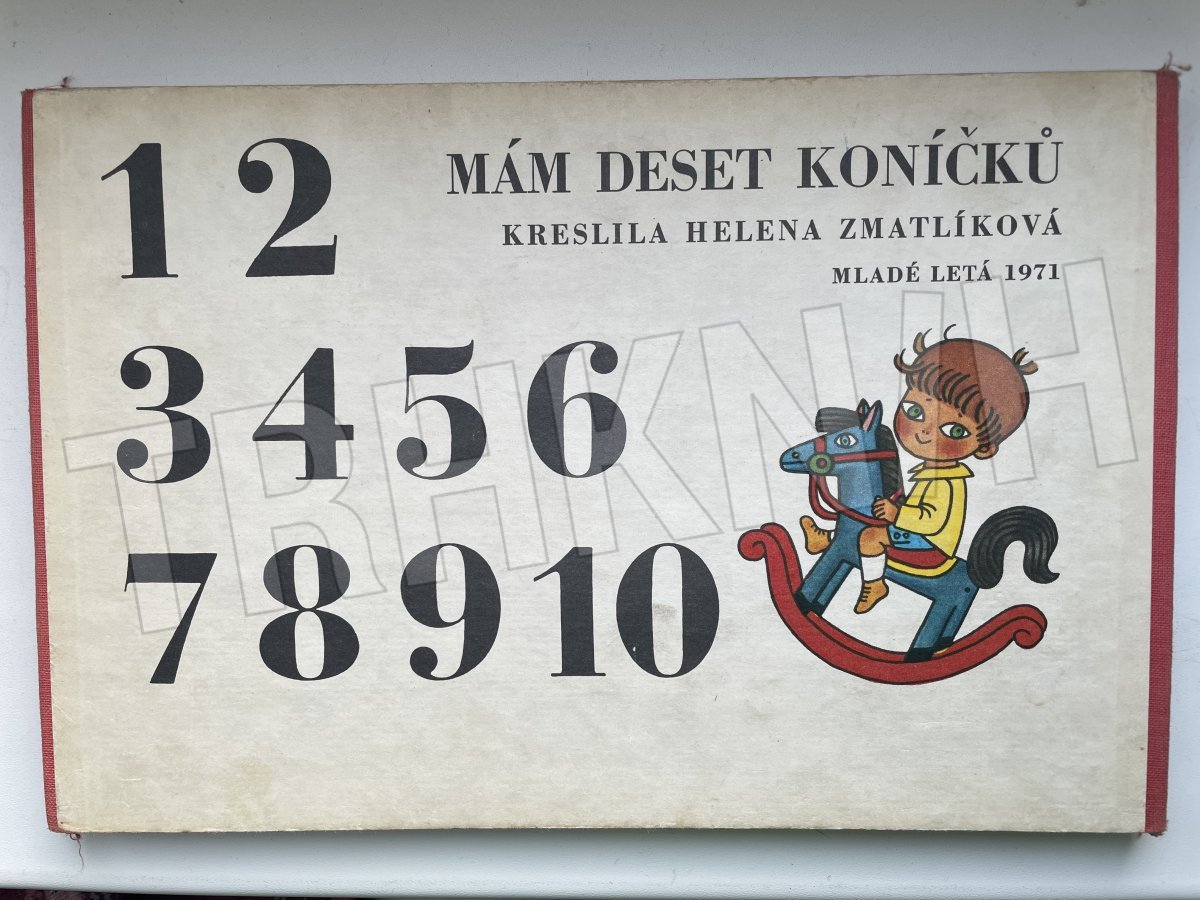 1 2
MÁM DESET KONÍČKŮ
KRESLILA HELENA ZMATLÍKOVÁ
MLADÉ LETÁ 1971
3 4 5 6
7 8 9 10
TRHKNIH